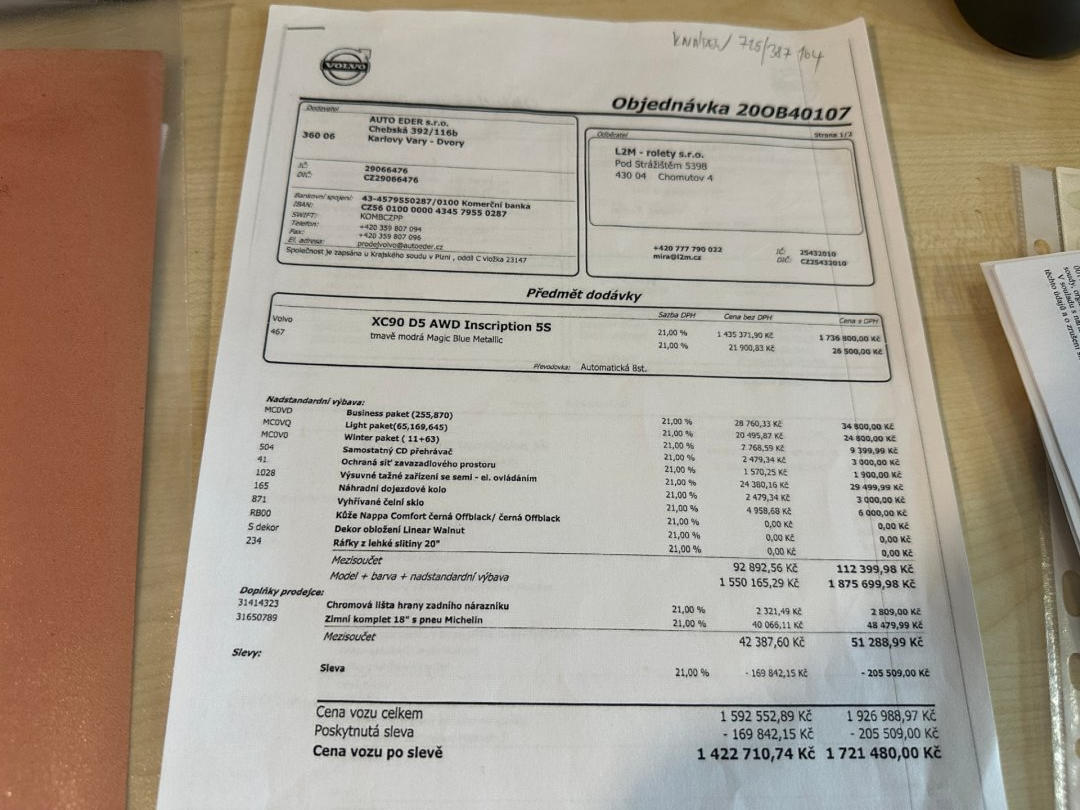 715/387 164
VOLVO
Objednávka 20OB40107
Strana 1/2
Dodavatel
AUTO EDER s.r.o.
Chebská 392/116b
360 06 Karlovy Vary - Dvory
IČ: 29066476
DIČ: CZ29066476
Bankovní spojení: 43-4579550287/0100 Komerční banka
IBAN: CZ56 0100 0000 4345 7955 0287
SWIFT: KOMBCZPP
Telefon: +420 359 807 094
Fax: +420 359 807 096
El. adresa: prodejvolvo@autoeder.cz
Společnost je zapsána u Krajského soudu v Plzni, oddíl C vložka 23147
Odběratel
L2M - rolety s.r.o.
Pod Strážištěm 5398
430 04 Chomutov 4
+420 777 790 022 IČ: 25432010
mira@l2m.cz DIČ: CZ25432010
Předmět dodávky
Sazba DPH Cena bez DPH Cena s DPH
Volvo XC90 D5 AWD Inscription 5S 21,00 % 1 435 371,90 Kč 1 736 800,00 Kč
467 tmavě modrá Magic Blue Metallic 21,00 % 21 900,83 Kč 26 500,00 Kč
Převodovka: Automatická 8st.
Nadstandardní výbava:
MC0VD Business paket (255,870) 21,00 % 28 760,33 Kč 34 800,00 Kč
MC0VQ Light paket(65,169,645) 21,00 % 20 495,87 Kč 24 800,00 Kč
MC0V0 Winter paket ( 11+63) 21,00 % 7 768,59 Kč 9 399,99 Kč
504 Samostatný CD přehrávač 21,00 % 2 479,34 Kč 3 000,00 Kč
41 Ochraná síť zavazadlového prostoru 21,00 % 1 570,25 Kč 1 900,00 Kč
1028 Výsuvné tažné zařízení se semi - el. ovládáním 21,00 % 24 380,16 Kč 29 499,99 Kč
165 Náhradní dojezdové kolo 21,00 % 2 479,34 Kč 3 000,00 Kč
871 Vyhřívané čelní sklo 21,00 % 4 958,68 Kč 6 000,00 Kč
RB00 Kůže Nappa Comfort černá Offblack/ černá Offblack 21,00 % 0,00 Kč 0,00 Kč
S dekor Dekor obložení Linear Walnut 21,00 % 0,00 Kč 0,00 Kč
234 Ráfky z lehké slitiny 20" 21,00 % 0,00 Kč 0,00 Kč
Mezisoučet 92 892,56 Kč 112 399,98 Kč
Model + barva + nadstandardní výbava 1 550 165,29 Kč 1 875 699,98 Kč
Doplňky prodejce:
31414323 Chromová lišta hrany zadního nárazníku 21,00 % 2 321,49 Kč 2 809,00 Kč
31650789 Zimní komplet 18" s pneu Michelin 21,00 % 40 066,11 Kč 48 479,99 Kč
Mezisoučet 42 387,60 Kč 51 288,99 Kč
Slevy:
Sleva 21,00 % - 169 842,15 Kč - 205 509,00 Kč
Cena vozu celkem 1 592 552,89 Kč 1 926 988,97 Kč
Poskytnutá sleva - 169 842,15 Kč - 205 509,00 Kč
Cena vozu po slevě 1 422 710,74 Kč 1 721 480,00 Kč
soudy, org
V souladu s ná
těchto údajů a o zrušení s